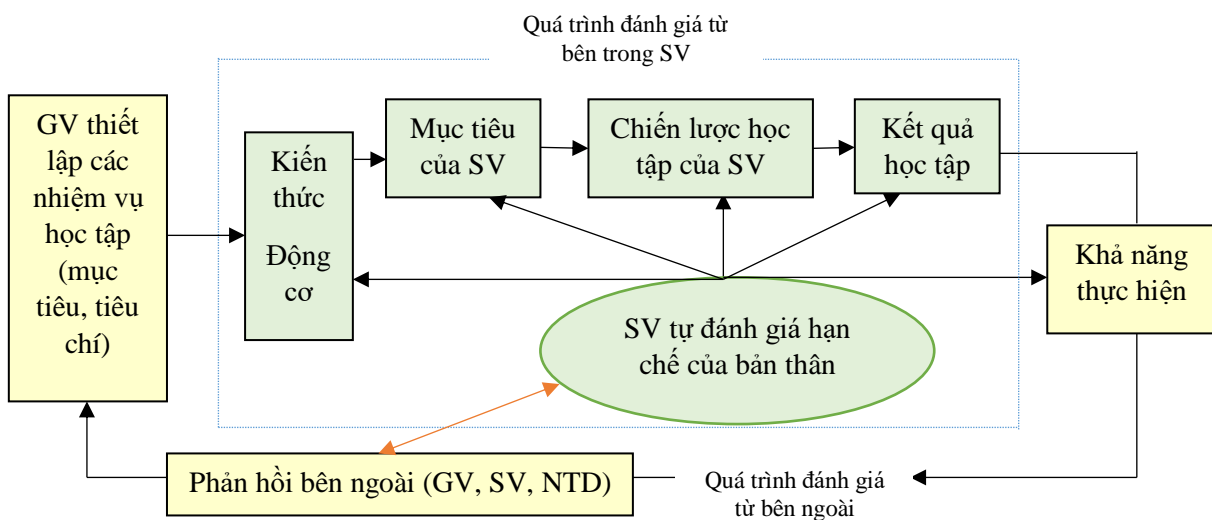 Quá trình đánh giá từ
bên trong SV
GV thiết
lập các
nhiệm vụ
học tập
(mục
tiêu, tiêu
chí)
Kiến
thức
Động
cơ
Mục tiêu
của SV
Chiến lược học
tập của SV
Kết quả
học tập
Khả năng
thực hiện
SV tự đánh giá hạn
chế của bản thân
Phản hồi bên ngoài (GV, SV, NTD)
Quá trình đánh giá
từ bên ngoài